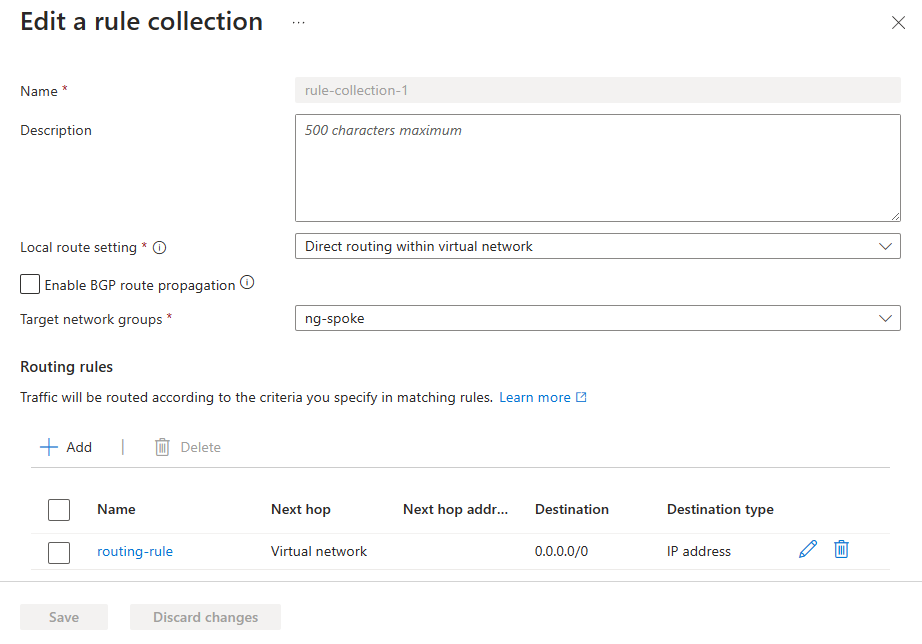 Edit a rule collection ...
Name *
rule-collection-1
Description
500 characters maximum
Local route setting *
Direct routing within virtual network
Enable BGP route propagation
Target network groups *
ng-spoke
Routing rules
Traffic will be routed according to the criteria you specify in matching rules. Learn more
Add | Delete
Name Next hop Next hop addr... Destination Destination type
routing-rule Virtual network 0.0.0.0/0 IP address
Save Discard changes